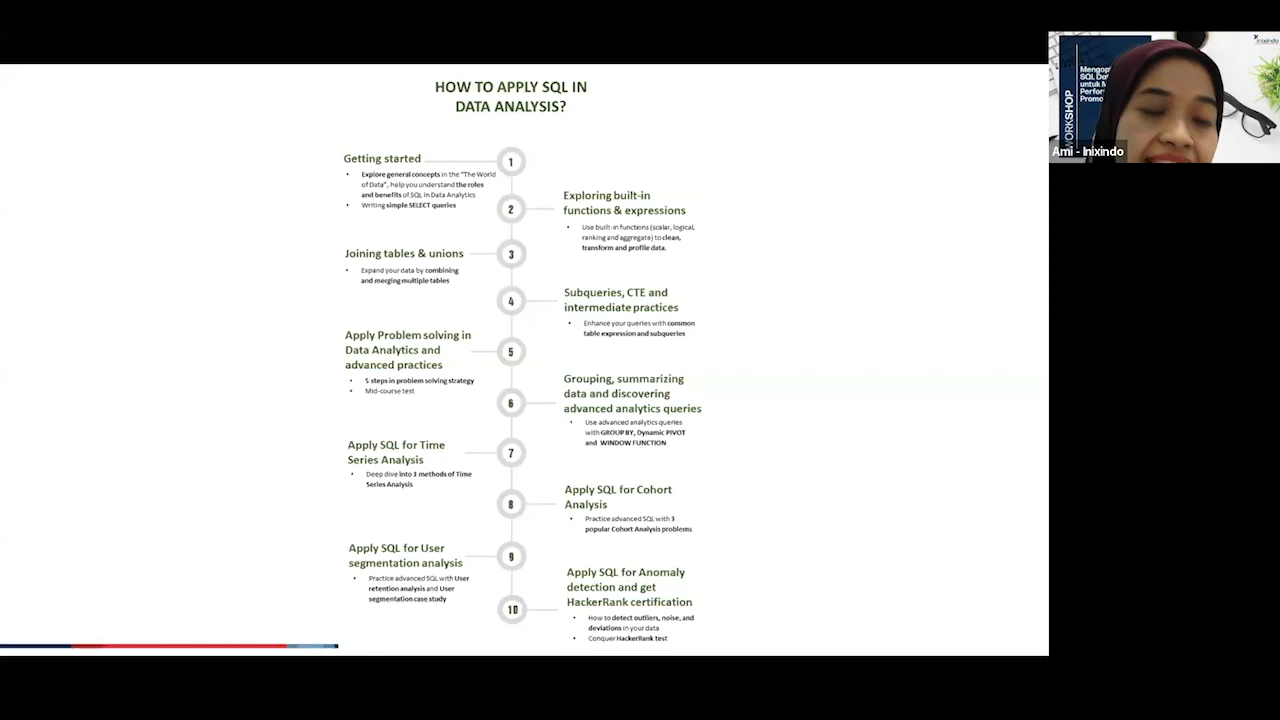 HOW TO APPLY SQL IN
DATA ANALYSIS?
Getting started
1
• Explore general concepts in the "The World
of Data", help you understand the roles
and benefits of SQL in Data Analytics
• Writing simple SELECT queries
2
Exploring built-in
functions & expressions
• Use built-in functions (scalar, logical,
ranking and aggregate) to clean,
transform and profile data.
Joining tables & unions
3
• Expand your data by combining
and merging multiple tables
4
Subqueries, CTE and
intermediate practices
• Enhance your queries with common
table expression and subqueries
Apply Problem solving in
Data Analytics and
advanced practices
5
• 5 steps in problem solving strategy
• Mid-course test
6
Grouping, summarizing
data and discovering
advanced analytics queries
• Use advanced analytics queries
with GROUP BY, Dynamic PIVOT
and WINDOW FUNCTION
Apply SQL for Time
Series Analysis
7
• Deep dive into 3 methods of Time
Series Analysis
8
Apply SQL for Cohort
Analysis
• Practice advanced SQL with 3
popular Cohort Analysis problems
Apply SQL for User
segmentation analysis
9
• Practice advanced SQL with User
retention analysis and User
segmentation case study
10
Apply SQL for Anomaly
detection and get
HackerRank certification
• How to detect outliers, noise, and
deviations in your data
• Conquer HackerRank test
inixindo
WORKSHOP
SQL
untuk
Ami - Inixindo